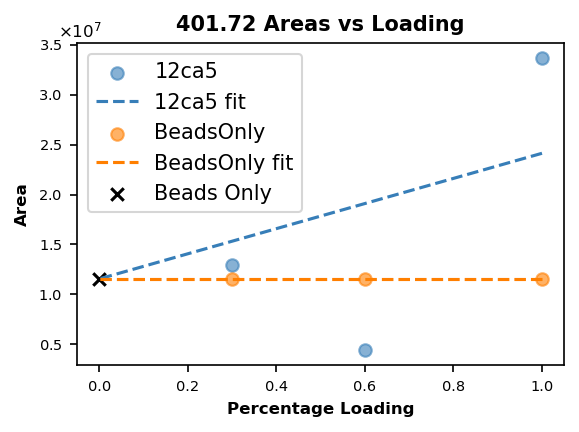 401.72 Areas vs Loading
×10⁷
3.5
3.0
2.5
2.0
1.5
1.0
0.5
Area
12ca5
12ca5 fit
BeadsOnly
BeadsOnly fit
Beads Only
0.0 0.2 0.4 0.6 0.8 1.0
Percentage Loading